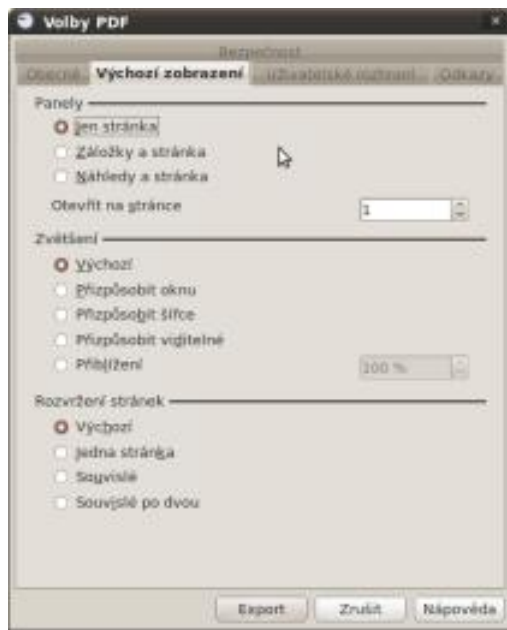 Volby PDF
Bezpečnost
Obecné Výchozí zobrazení Uživatelské rozhraní Odkazy
Panely
Jen stránka
Záložky a stránka
Náhledy a stránka
Otevřít na stránce 1
Zvětšení
Výchozí
Přizpůsobit oknu
Přizpůsobit šířce
Přizpůsobit viditelné
Přiblížení 100 %
Rozvržení stránek
Výchozí
Jedna stránka
Souvislé
Souvislé po dvou
Export Zrušit Nápověda